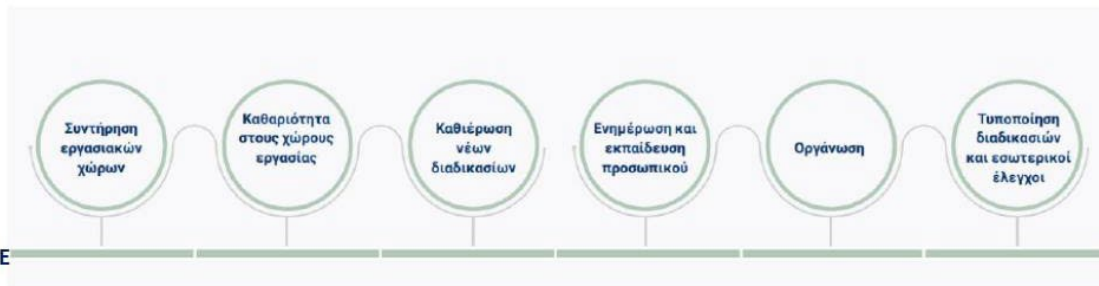 Συντήρηση
εργασιακών
χώρων
Καθαριότητα
στους χώρους
εργασίας
Καθιέρωση
νέων
διαδικασίων
Ενημέρωση και
εκπαίδευση
προσωπικού
Οργάνωση
Τυποποίηση
διαδικασιών
και εσωτερικοί
έλεγχοι
E